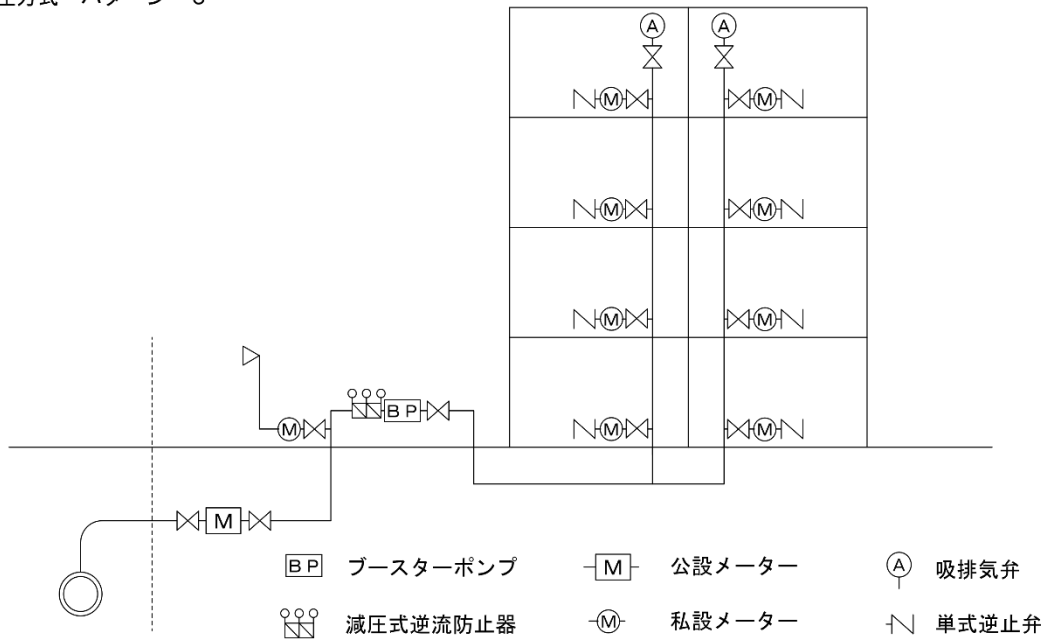 圧方式 パターン
A A
M M
M M
M M
M M
BP
M
M
BP ブースターポンプ M 公設メーター A 吸排気弁
減圧式逆流防止器 M 私設メーター 単式逆止弁